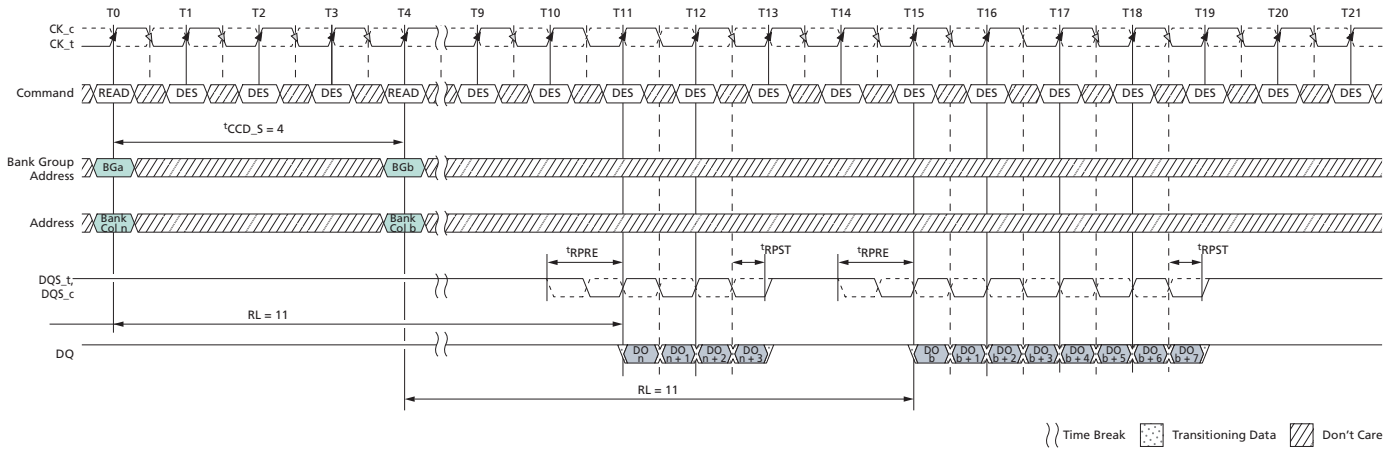 T0 T1 T2 T3 T4 T9 T10 T11 T12 T13 T14 T15 T16 T17 T18 T19 T20 T21
CK_c
CK_t
Command READ DES DES DES READ DES DES DES DES DES DES DES DES DES DES DES DES DES
tCCD_S = 4
Bank Group
Address
BGa BGb
Address
Bank
Col n
Bank
Col b
tRPRE tRPST tRPRE tRPST
DQS_t,
DQS_c
RL = 11
DQ
DO
n
DO
n + 1
DO
n + 2
DO
n + 3
DO
b
DO
b + 1
DO
b + 2
DO
b + 3
DO
b + 4
DO
b + 5
DO
b + 6
DO
b + 7
RL = 11
Time Break Transitioning Data Don't Care